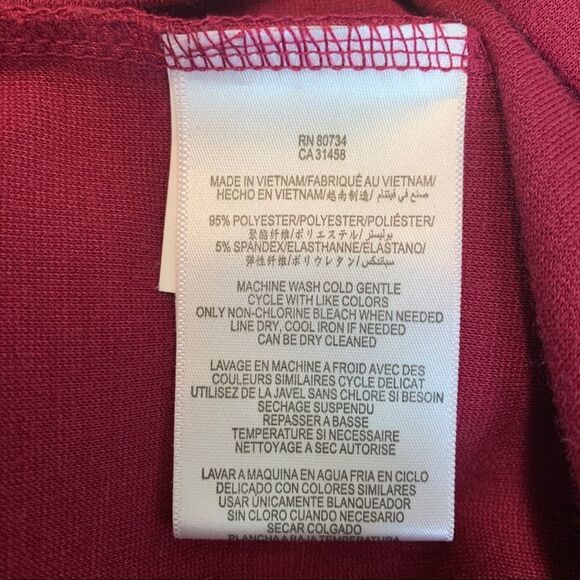 RN 80734
CA 31458
MADE IN VIETNAM/FABRIQUÉ AU VIETNAM/
HECHO EN VIETNAM/越南制造/ صنع في فيتنام/
95% POLYESTER/POLYESTER/POLIÉSTER/
聚酯纤维/ポリエステル/بوليستر
5% SPANDEX/ELASTHANNE/ELASTANO/
弹性纤维/ポリウレタン/سباندكس
MACHINE WASH COLD GENTLE
CYCLE WITH LIKE COLORS
ONLY NON-CHLORINE BLEACH WHEN NEEDED
LINE DRY, COOL IRON IF NEEDED
CAN BE DRY CLEANED
LAVAGE EN MACHINE A FROID AVEC DES
COULEURS SIMILAIRES CYCLE DELICAT
UTILISEZ DE LA JAVEL SANS CHLORE SI BESOIN
SECHAGE SUSPENDU
REPASSER A BASSE
TEMPERATURE SI NECESSAIRE
NETTOYAGE A SEC AUTORISE
LAVAR A MAQUINA EN AGUA FRIA EN CICLO
DELICADO CON COLORES SIMILARES
USAR ÚNICAMENTE BLANQUEADOR
SIN CLORO CUANDO NECESARIO
SECAR COLGADO
PLANCHA A BAJA TEMPERATURA